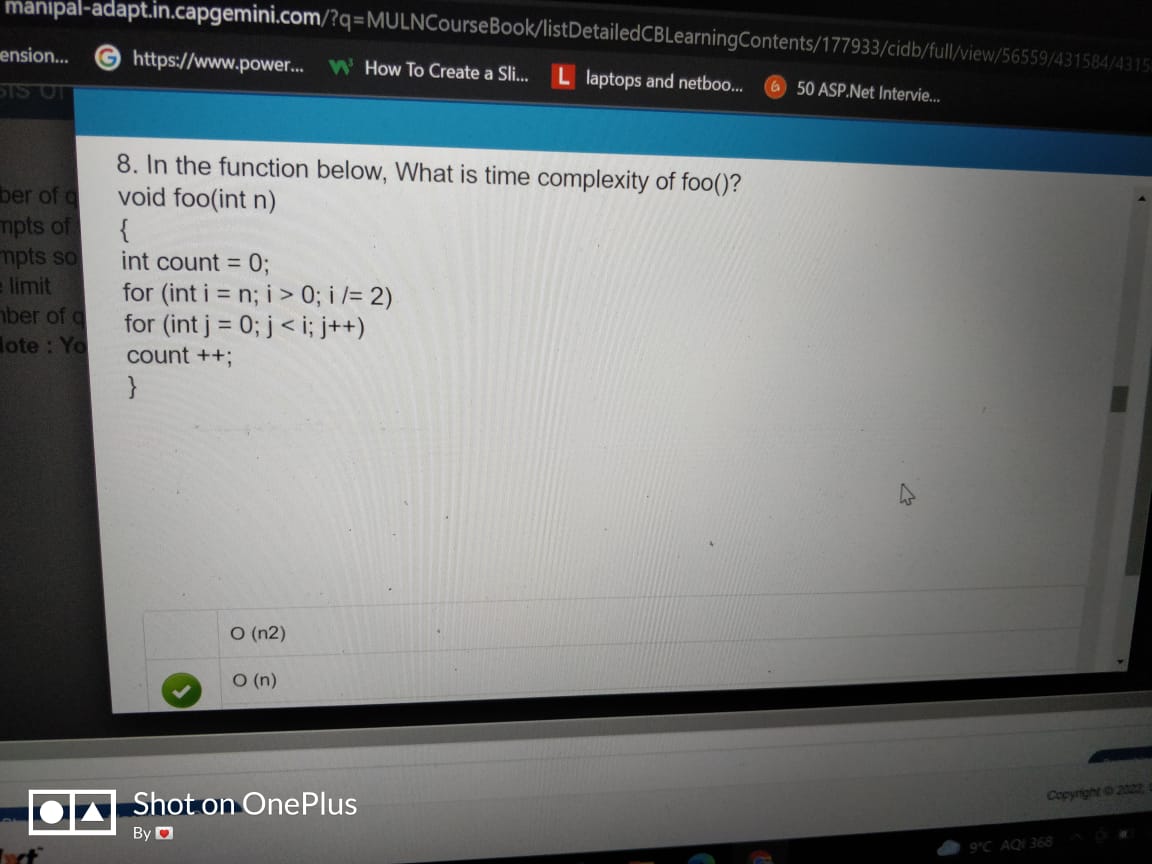 manipal-adapt.in.capgemini.com/?q=MULNCourseBook/listDetailedCBLearningContents/177933/cidb/full/view/56559/431584/4315
ension... G https://www.power... W3 How To Create a Sli... L laptops and netboo... G 50 ASP.Net Intervie...
8. In the function below, What is time complexity of foo()?
void foo(int n)
{
int count = 0;
for (int i = n; i > 0; i /= 2)
for (int j = 0; j < i; j++)
count ++;
}
ber of q
mpts of
mpts so
limit
ber of q
lote : Yo
O (n2)
O (n)
Shot on OnePlus
By
Copyright © 2022,
9°C AQI 368